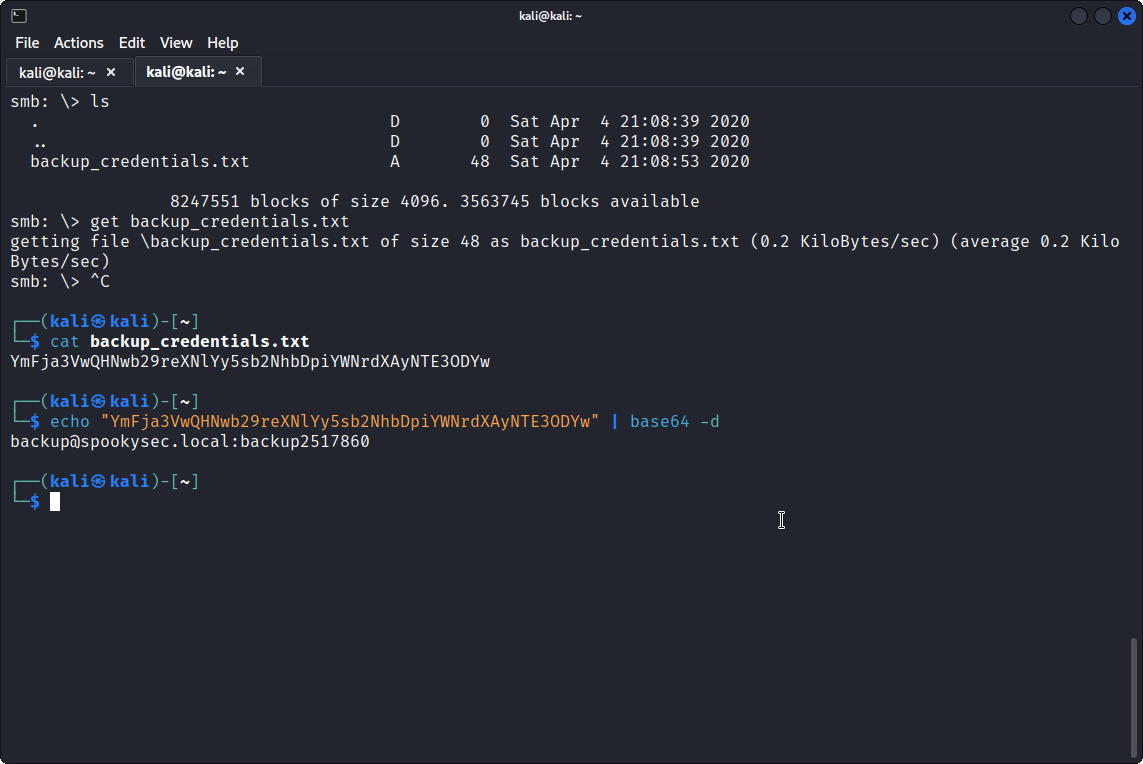 kali@kali: ~
File Actions Edit View Help
kali@kali: ~ × kali@kali: ~ ×
smb: \> ls
. D 0 Sat Apr 4 21:08:39 2020
.. D 0 Sat Apr 4 21:08:39 2020
backup_credentials.txt A 48 Sat Apr 4 21:08:53 2020
8247551 blocks of size 4096. 3563745 blocks available
smb: \> get backup_credentials.txt
getting file \backup_credentials.txt of size 48 as backup_credentials.txt (0.2 KiloBytes/sec) (average 0.2 Kilo
Bytes/sec)
smb: \> ^C
┌──(kali㉿kali)-[~]
└─$ cat backup_credentials.txt
YmFja3VwQHNwb29reXNlYy5sb2NhbDpiYWNrdXAyNTE3ODYw
┌──(kali㉿kali)-[~]
└─$ echo "YmFja3VwQHNwb29reXNlYy5sb2NhbDpiYWNrdXAyNTE3ODYw" | base64 -d
backup@spookysec.local:backup2517860
┌──(kali㉿kali)-[~]
└─$